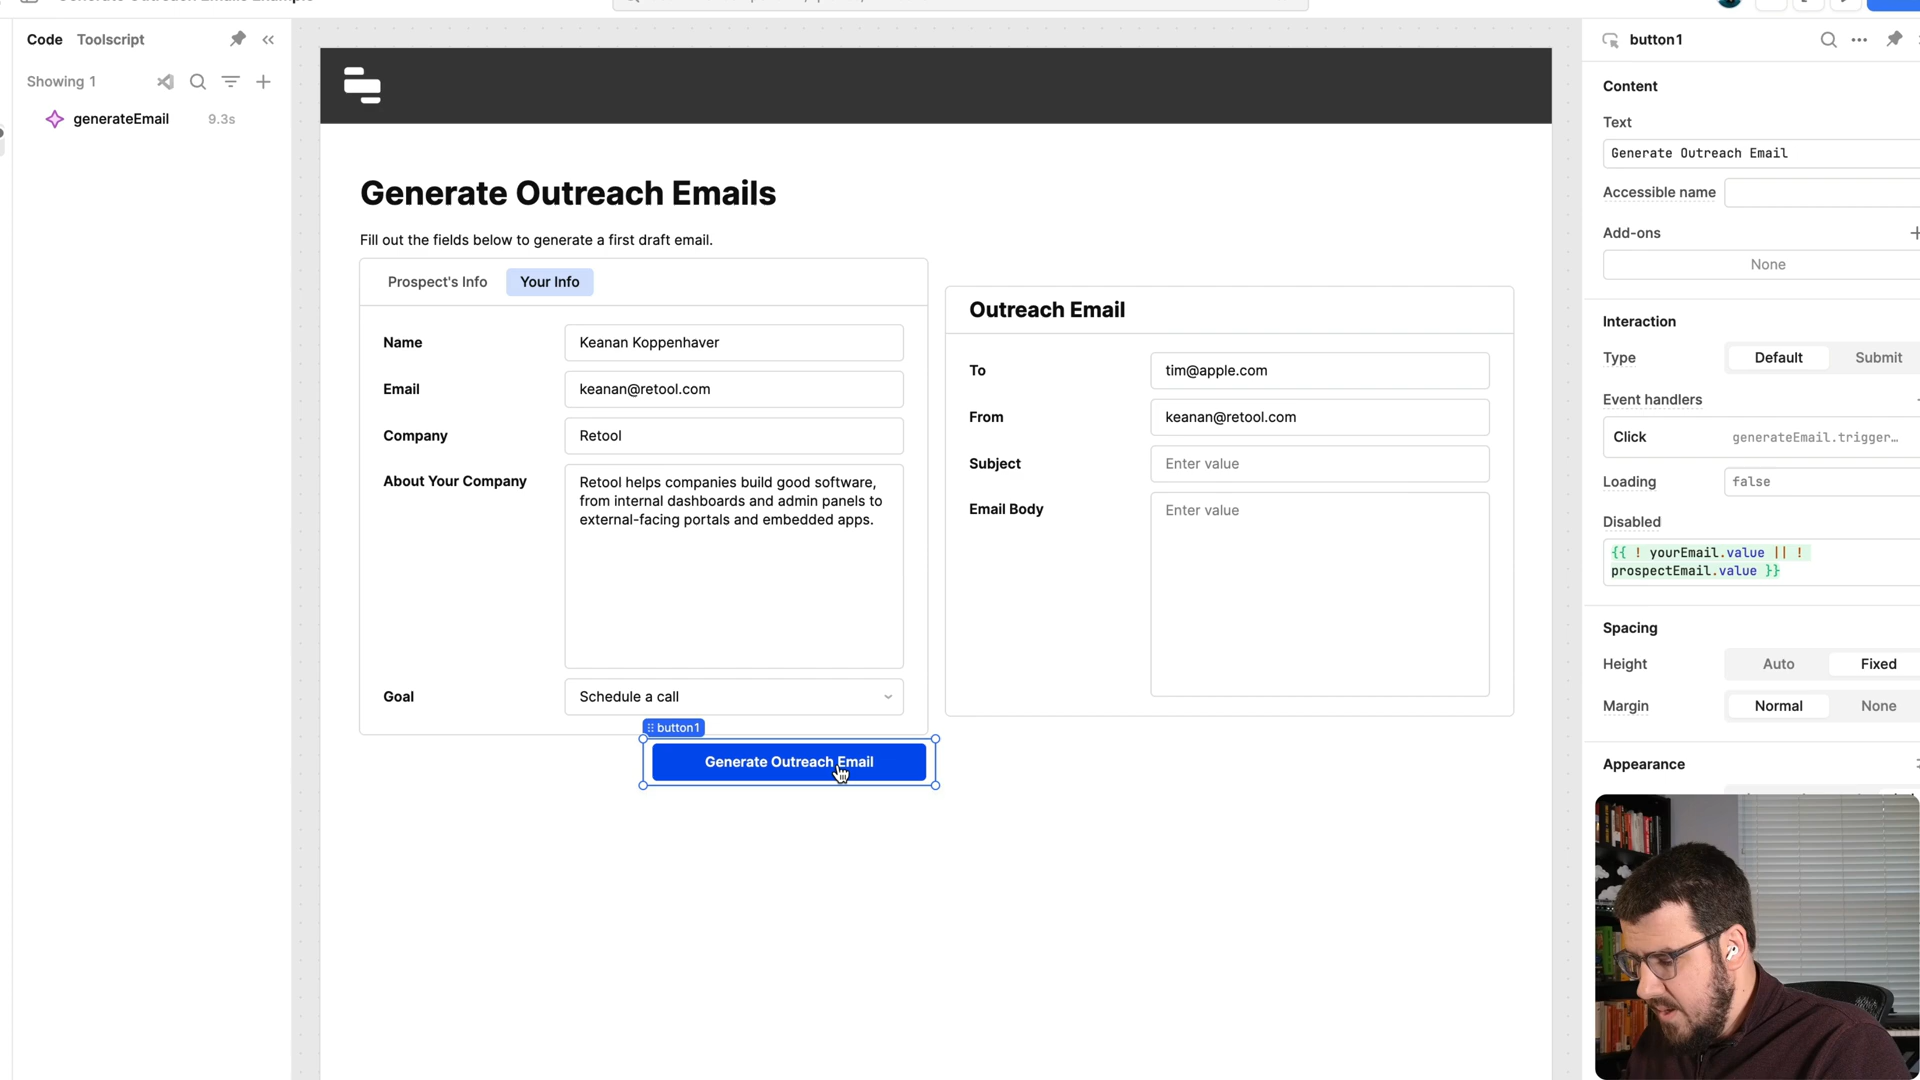 Code Toolscript
Showing 1
generateEmail 9.3s
Generate Outreach Emails
Fill out the fields below to generate a first draft email.
Prospect's Info Your Info
Name Keanan Koppenhaver
Email keanan@retool.com
Company Retool
About Your Company
Retool helps companies build good software,
from internal dashboards and admin panels to
external-facing portals and embedded apps.
Goal Schedule a call
button1
Generate Outreach Email
Outreach Email
To tim@apple.com
From keanan@retool.com
Subject Enter value
Email Body Enter value
button1
Content
Text
Generate Outreach Email
Accessible name
Add-ons
None
Interaction
Type Default Submit
Event handlers
Click generateEmail.trigger…
Loading false
Disabled
{{ ! yourEmail.value || !
prospectEmail.value }}
Spacing
Height Auto Fixed
Margin Normal None
Appearance